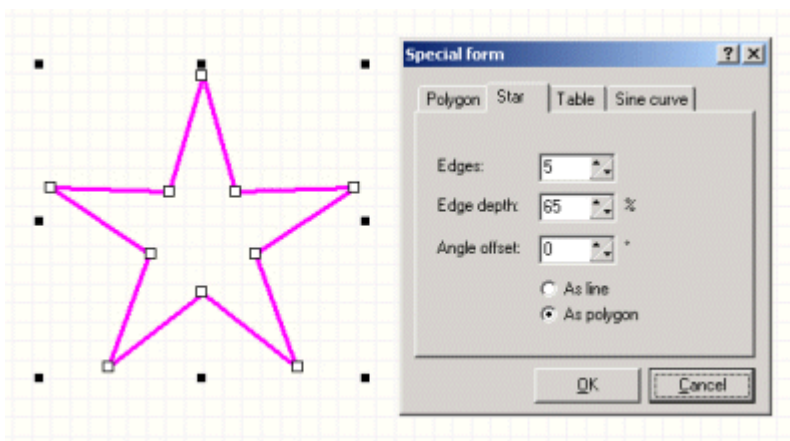 Special form
Polygon Star Table Sine curve
Edges: 5
Edge depth: 65 %
Angle offset: 0 °
As line
As polygon
OK Cancel